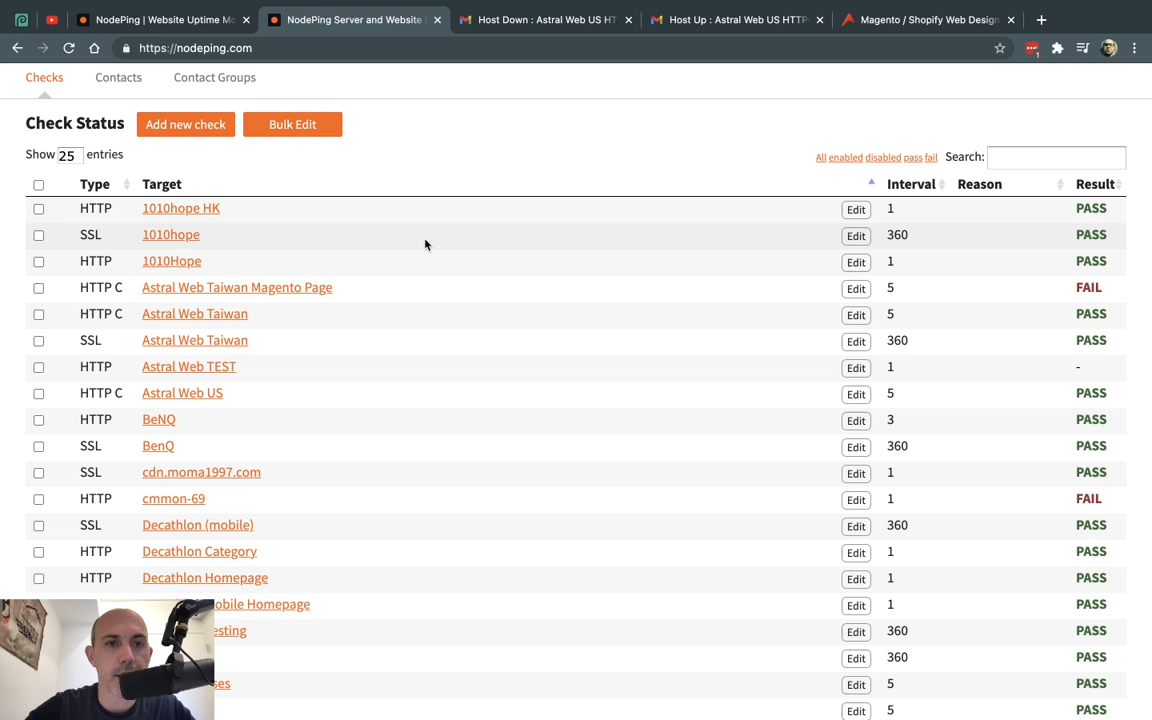 NodePing | Website Uptime Mo
NodePing Server and Website
Host Down : Astral Web US HT
Host Up : Astral Web US HTTP
Magento / Shopify Web Design
https://nodeping.com
1
Checks Contacts Contact Groups
Check Status Add new check Bulk Edit
Show 25 entries All enabled disabled pass fail Search:
Type Target Interval Reason Result
HTTP 1010hope HK Edit 1 PASS
SSL 1010hope Edit 360 PASS
HTTP 1010Hope Edit 1 PASS
HTTP C Astral Web Taiwan Magento Page Edit 5 FAIL
HTTP C Astral Web Taiwan Edit 5 PASS
SSL Astral Web Taiwan Edit 360 PASS
HTTP Astral Web TEST Edit 1 -
HTTP C Astral Web US Edit 5 PASS
HTTP BeNQ Edit 3 PASS
SSL BenQ Edit 360 PASS
SSL cdn.moma1997.com Edit 1 PASS
HTTP cmmon-69 Edit 1 FAIL
SSL Decathlon (mobile) Edit 360 PASS
HTTP Decathlon Category Edit 1 PASS
HTTP Decathlon Homepage Edit 1 PASS
obile Homepage Edit 1 PASS
esting Edit 360 PASS
Edit 360 PASS
ses Edit 5 PASS
Edit 5 PASS